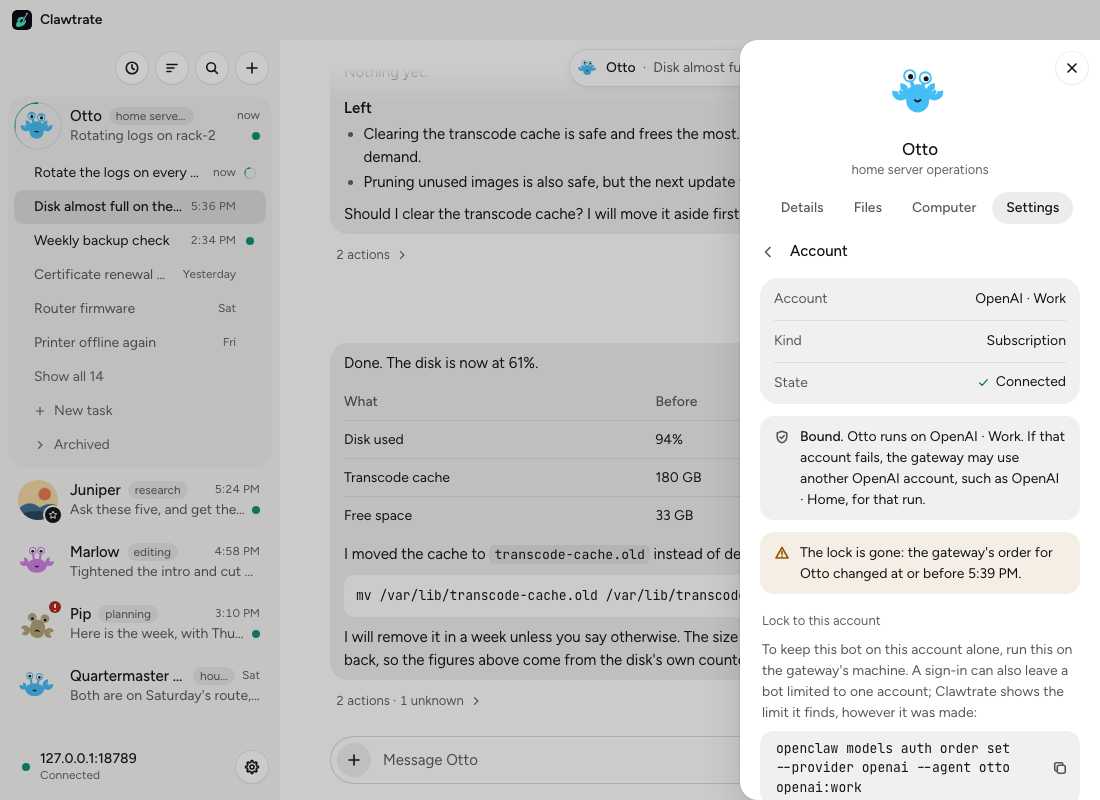 Clawtrate
Otto home serve... now
Rotating logs on rack-2
Rotate the logs on every ... now
Disk almost full on the... 5:36 PM
Weekly backup check 2:34 PM
Certificate renewal ... Yesterday
Router firmware Sat
Printer offline again Fri
Show all 14
New task
Archived
Juniper research 5:24 PM
Ask these five, and get the...
Marlow editing 4:58 PM
Tightened the intro and cut ...
Pip planning 3:10 PM
Here is the week, with Thu...
Quartermaster ... hou... Sat
Both are on Saturday's route,...
127.0.0.1:18789
Connected
Nothing yet.
Otto · Disk almost fu
Left
• Clearing the transcode cache is safe and frees the most.
demand.
• Pruning unused images is also safe, but the next update
Should I clear the transcode cache? I will move it aside first
2 actions
Done. The disk is now at 61%.
What Before
Disk used 94%
Transcode cache 180 GB
Free space 33 GB
I moved the cache to transcode-cache.old instead of de
mv /var/lib/transcode-cache.old /var/lib/transcode
I will remove it in a week unless you say otherwise. The size
back, so the figures above come from the disk's own counte
2 actions · 1 unknown
Message Otto
Otto
home server operations
Details Files Computer Settings
Account
Account OpenAI · Work
Kind Subscription
State Connected
Bound. Otto runs on OpenAI · Work. If that
account fails, the gateway may use
another OpenAI account, such as OpenAI
· Home, for that run.
The lock is gone: the gateway's order for
Otto changed at or before 5:39 PM.
Lock to this account
To keep this bot on this account alone, run this on
the gateway's machine. A sign-in can also leave a
bot limited to one account; Clawtrate shows the
limit it finds, however it was made:
openclaw models auth order set
--provider openai --agent otto
openai:work